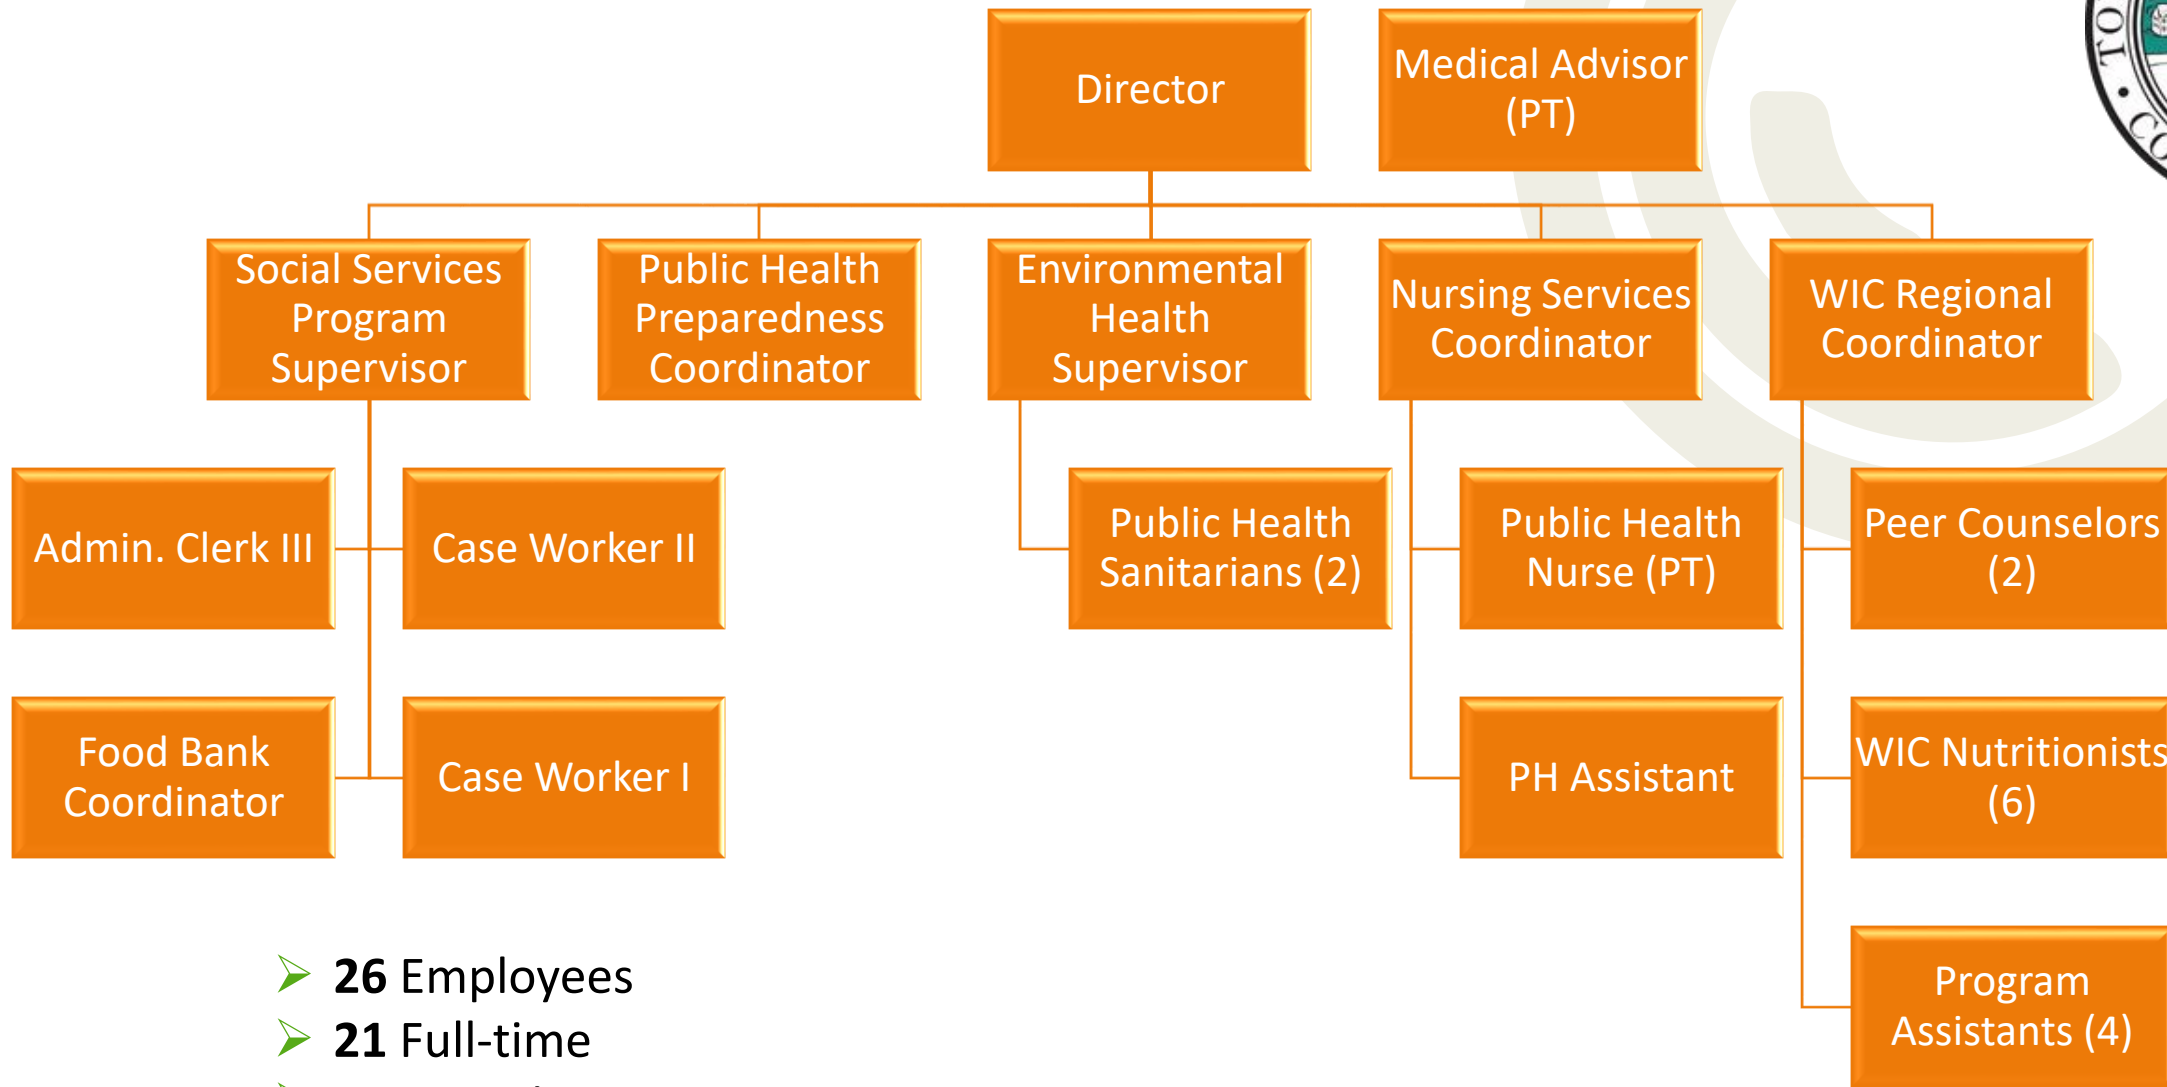 Director
Medical Advisor
(PT)
TO
CO
Social Services
Program
Supervisor
Public Health
Preparedness
Coordinator
Environmental
Health
Supervisor
Nursing Services
Coordinator
WIC Regional
Coordinator
Admin. Clerk III
Case Worker II
Public Health
Sanitarians (2)
Public Health
Nurse (PT)
Peer Counselors
(2)
Food Bank
Coordinator
Case Worker I
PH Assistant
WIC Nutritionists
(6)
Program
Assistants (4)
26 Employees
21 Full-time